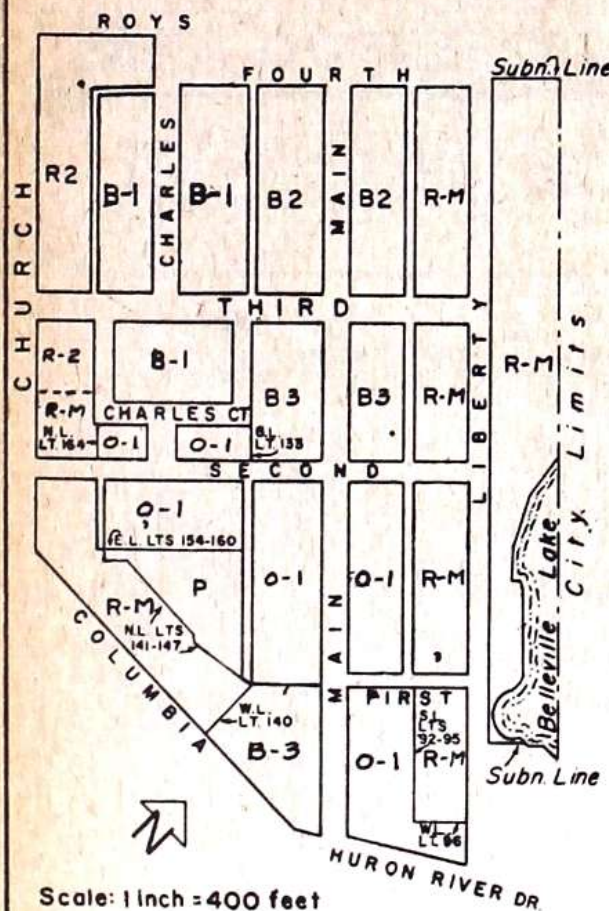 ROYS
FOURTH
Subn. Line
CHURCH
R2
B-1
CHARLES
B-1
B2
MAIN
B2
R-M
THIRD
LIBERTY
R-M
City Limits
R-2
R-M
N.L.
LT. 164
B-1
CHARLES CT.
O-1
O-1
B3
LT. 133
B3
R-M
SECOND
O-1
E.L. LTS 154-160
P
R-M
N.L. LTS
141-147
COLUMBIA
O-1
MAIN
O-1
R-M
Belleville Lake
W.L.
LT. 140
B-3
FIRST
O-1
S.L.
LTS
92-95
R-M
LT. 96
Subn. Line
N
HURON RIVER DR.
Scale: 1 inch = 400 feet